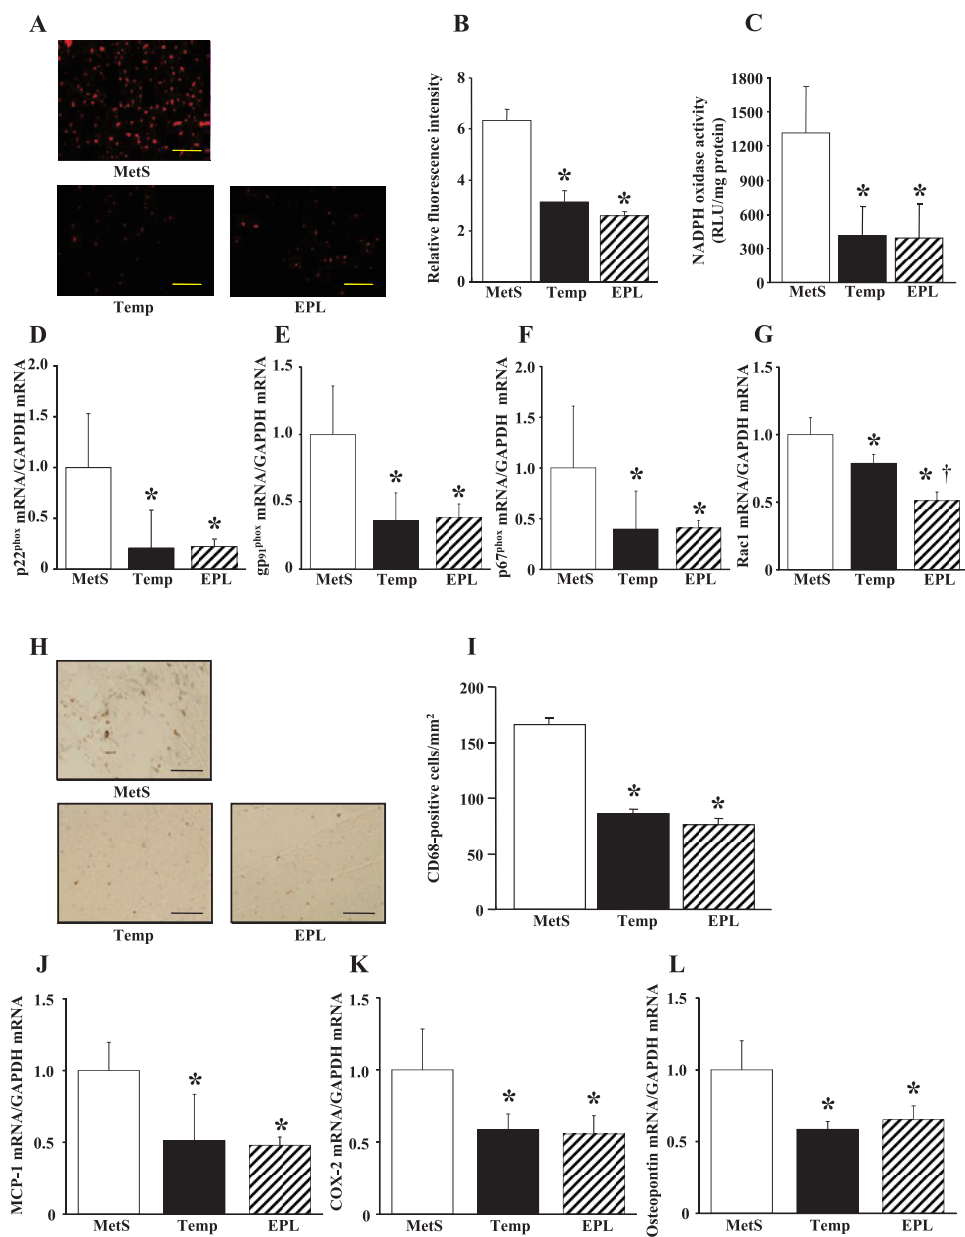 A
MetS
Temp
EPL
B
Relative fluorescence intensity
8
6
4
2
0
*
*
MetS
Temp
EPL
C
NADPH oxidase activity
(RLU/mg protein)
1800
1500
1200
900
600
300
0
*
*
MetS
Temp
EPL
D
p22phox mRNA/GAPDH mRNA
2.0
1.5
1.0
0.5
0
*
*
MetS
Temp
EPL
E
gp91phox mRNA/GAPDH mRNA
1.5
1.0
0.5
0
*
*
MetS
Temp
EPL
F
p67phox mRNA/GAPDH mRNA
2.0
1.5
1.0
0.5
0
*
*
MetS
Temp
EPL
G
Rac1 mRNA/GAPDH mRNA
1.5
1.0
0.5
0
*
* †
MetS
Temp
EPL
H
MetS
Temp
EPL
I
CD68-positive cells/mm2
200
150
100
50
0
*
*
MetS
Temp
EPL
J
MCP-1 mRNA/GAPDH mRNA
1.5
1.0
0.5
0
*
*
MetS
Temp
EPL
K
COX-2 mRNA/GAPDH mRNA
1.5
1.0
0.5
0
*
*
MetS
Temp
EPL
L
Osteopontin mRNA/GAPDH mRNA
1.5
1.0
0.5
0
*
*
MetS
Temp
EPL